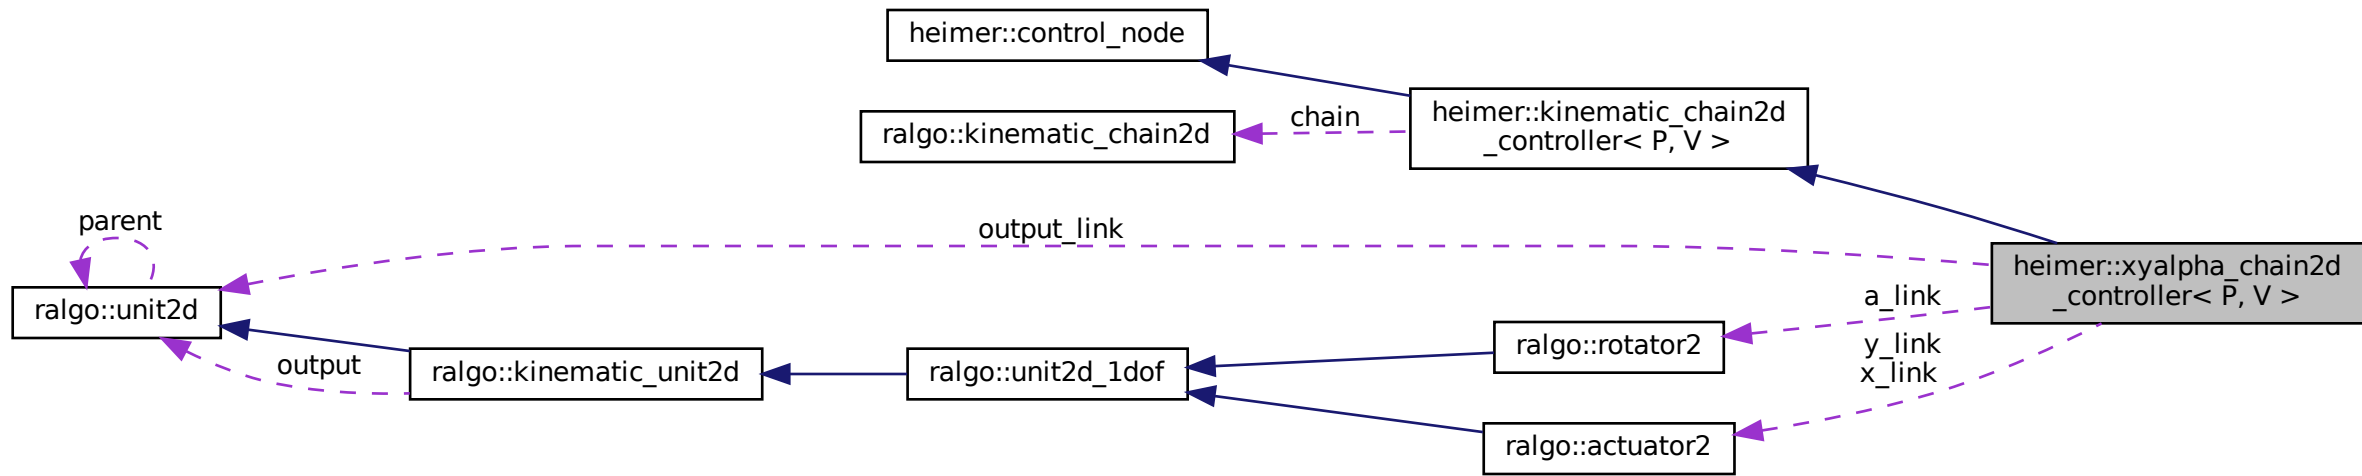 heimer::control_node
heimer::kinematic_chain2d
_controller< P, V >
chain
ralgo::kinematic_chain2d
parent
output_link
heimer::xyalpha_chain2d
_controller< P, V >
a_link
ralgo::unit2d
ralgo::rotator2
y_link
x_link
output
ralgo::kinematic_unit2d
ralgo::unit2d_1dof
ralgo::actuator2